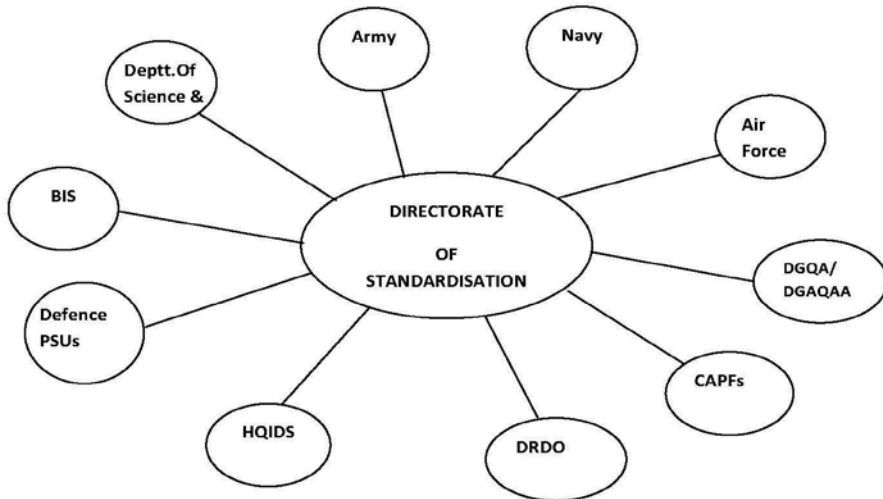 Army
Navy
Deptt.Of
Science &
Air
Force
BIS
DIRECTORATE
OF
STANDARDISATION
DGQA/
DGAQAA
Defence
PSUs
CAPFs
HQIDS
DRDO